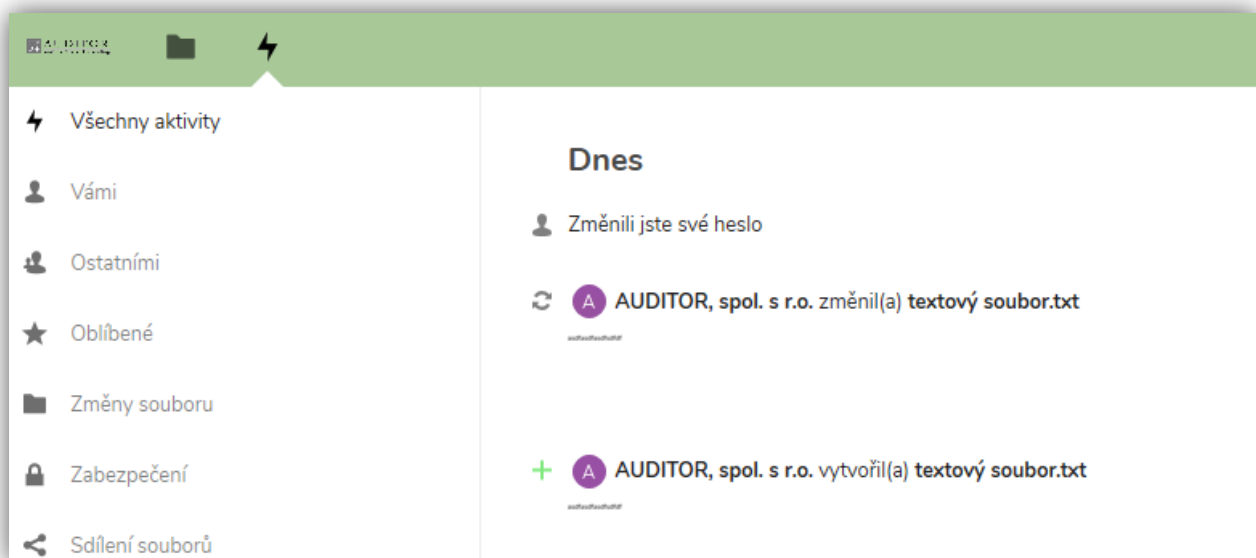 AUDITOR
Všechny aktivity
Vámi
Ostatními
Oblíbené
Změny souboru
Zabezpečení
Sdílení souborů
Dnes
Změnili jste své heslo
A AUDITOR, spol. s r.o. změnil(a) textový soubor.txt
A AUDITOR, spol. s r.o. vytvořil(a) textový soubor.txt